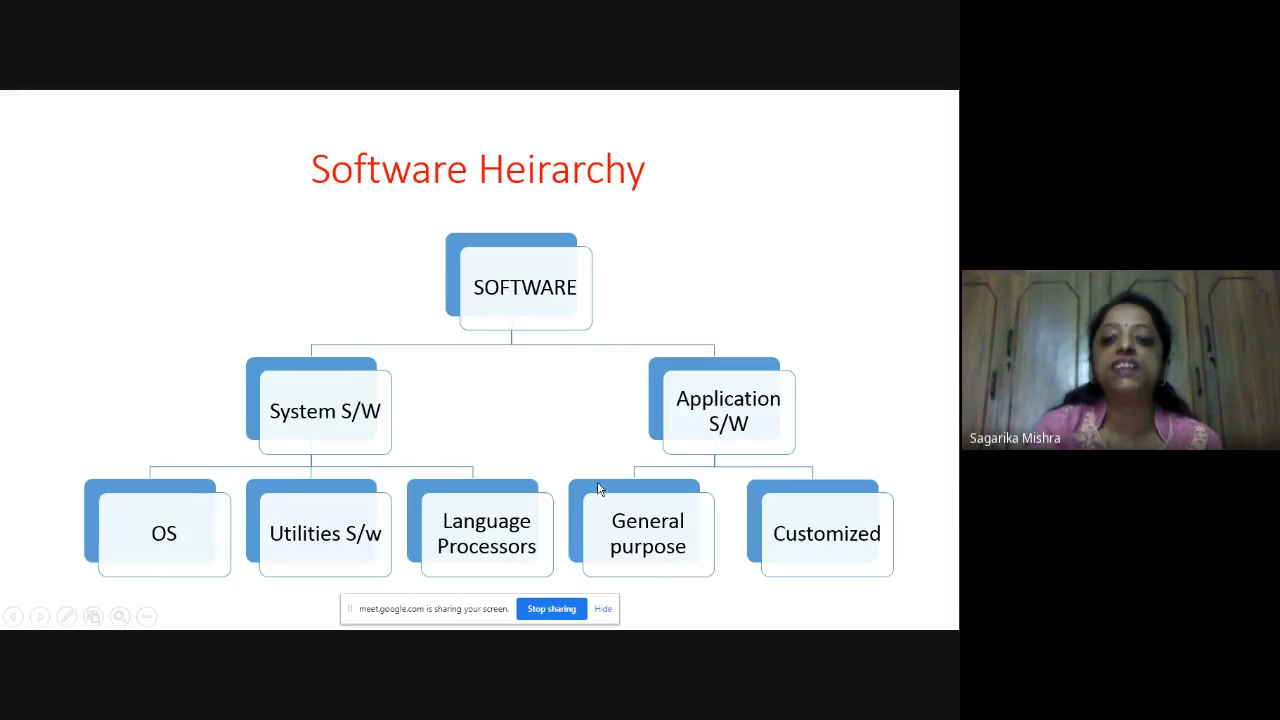 Software Heirarchy
SOFTWARE
System S/W
Application
S/W
OS
Utilities S/w
Language
Processors
General
purpose
Customized
meet.google.com is sharing your screen.
Stop sharing
Hide
Sagarika Mishra